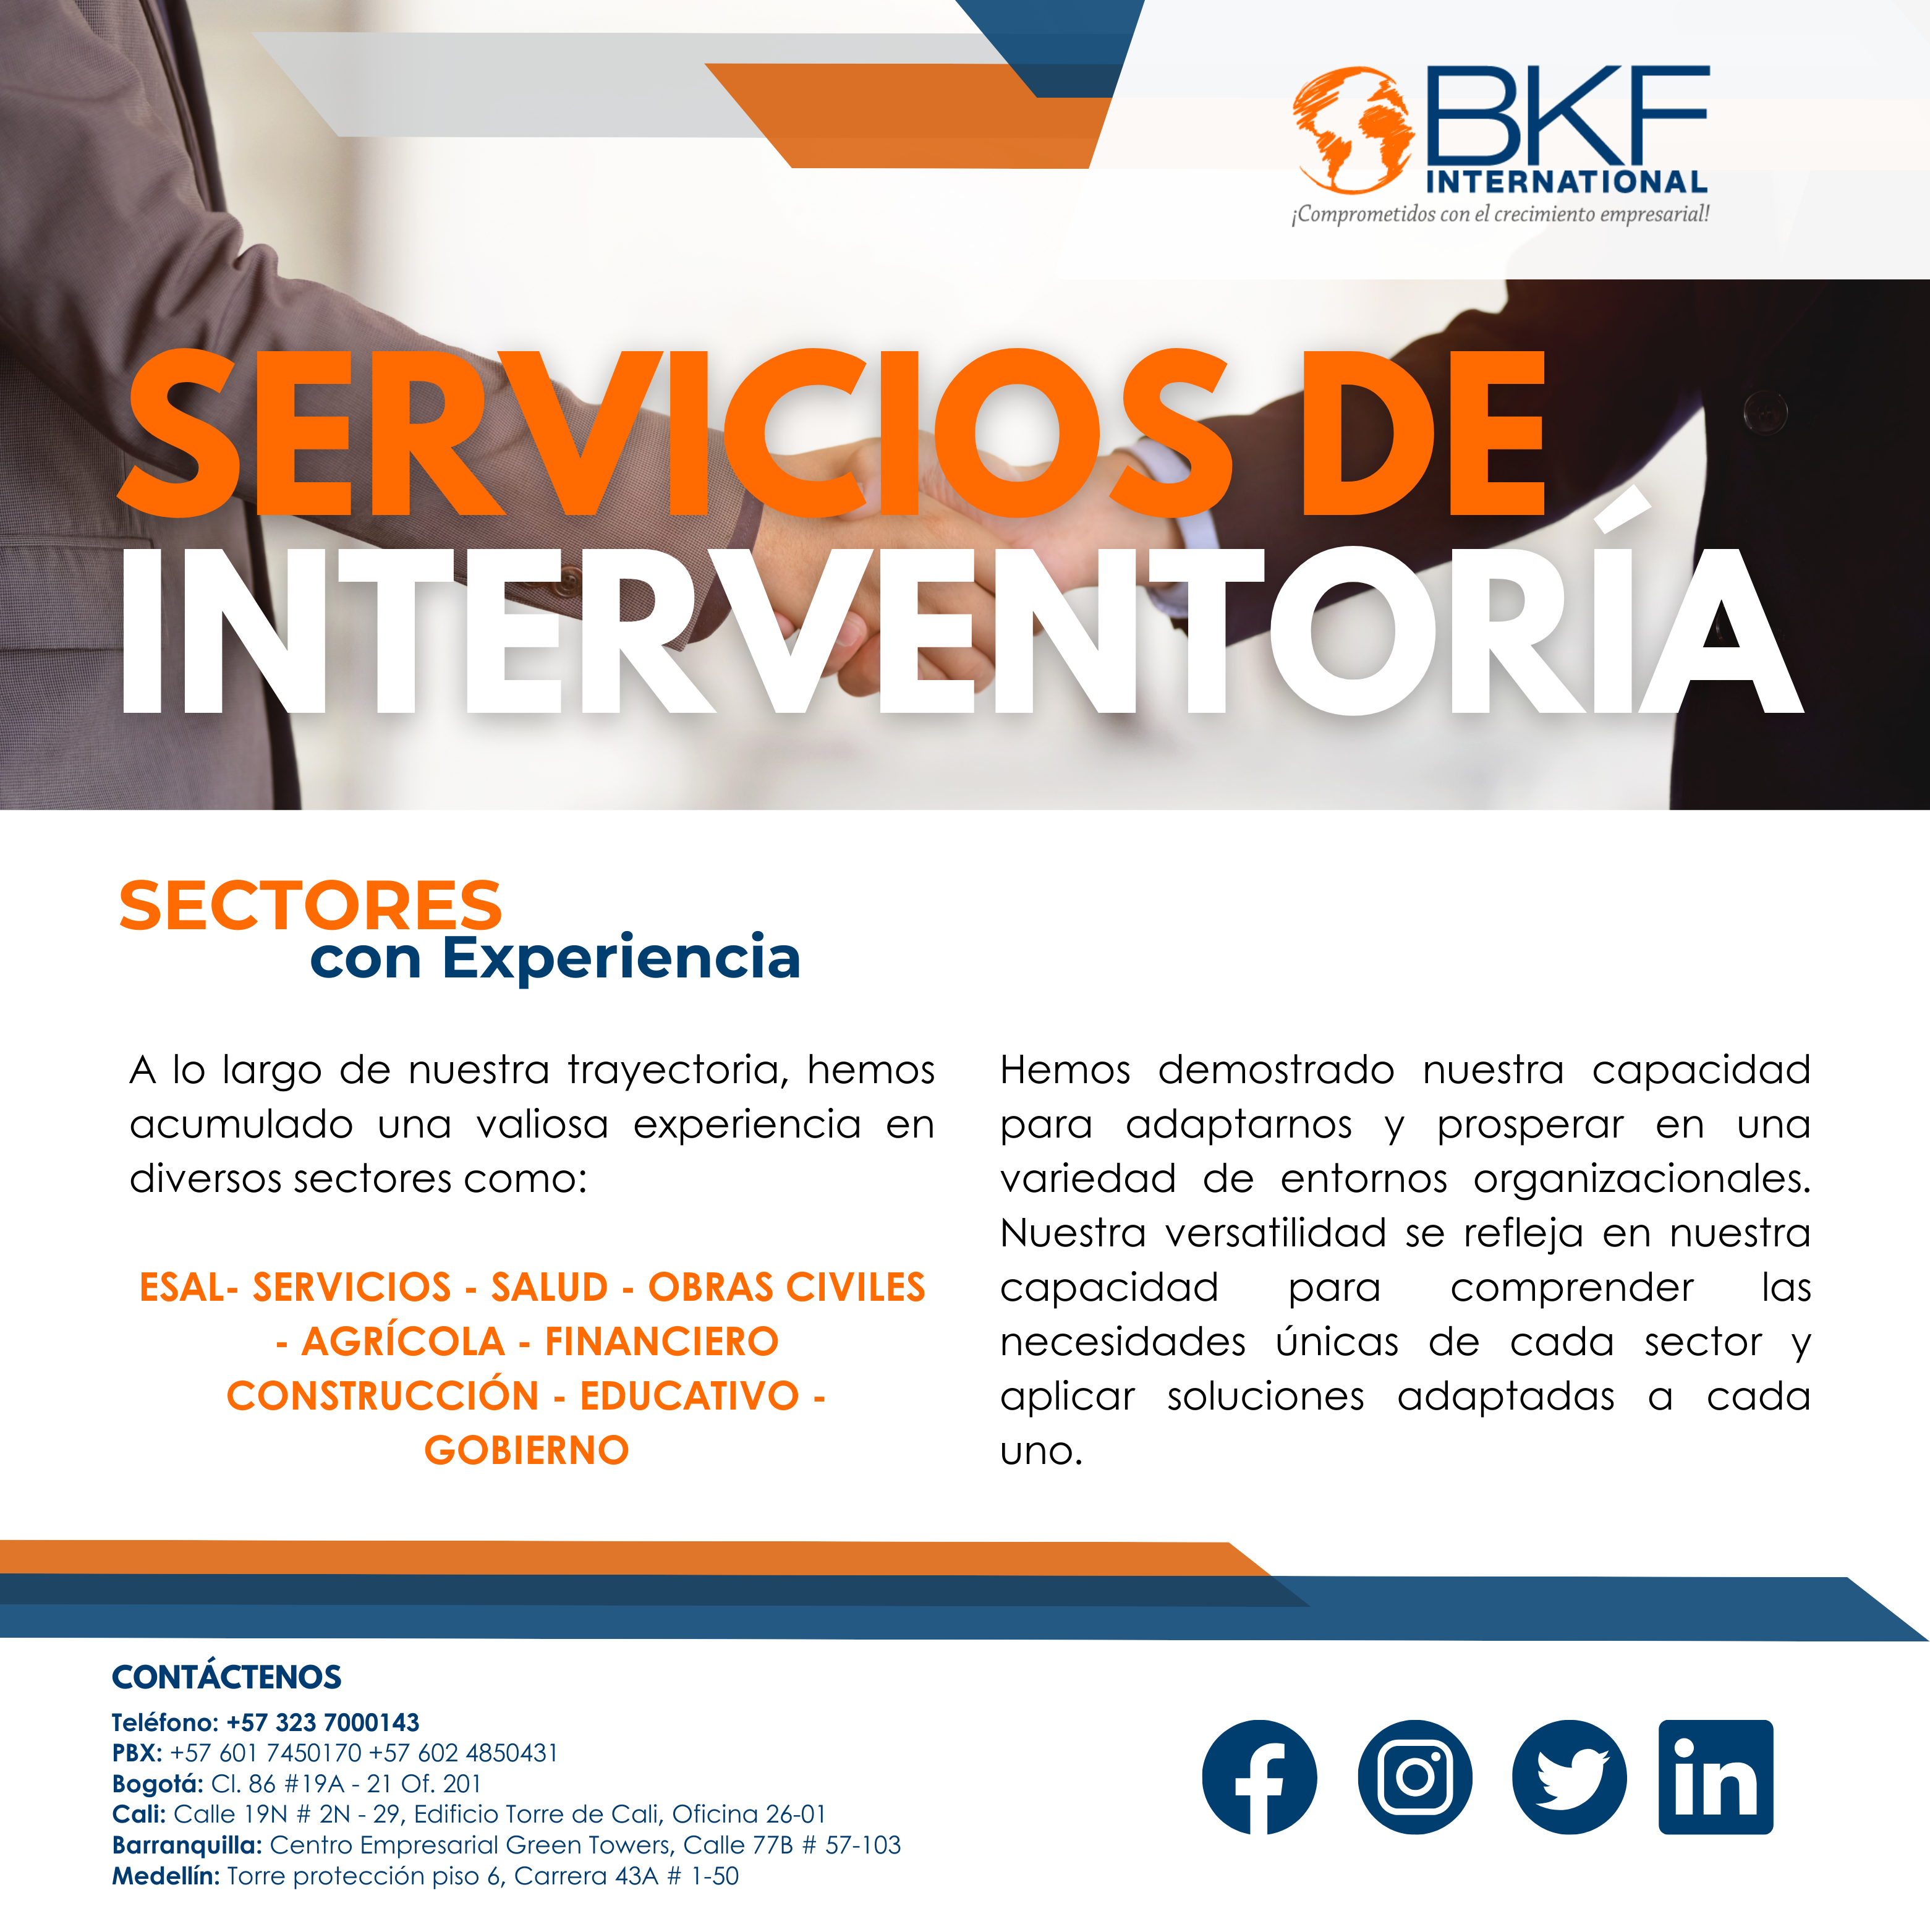 BKF
INTERNATIONAL
¡Comprometidos con el crecimiento empresarial!
SERVICIOS DE
INTERVENTORÍA
SECTORES
con Experiencia
A lo largo de nuestra trayectoria, hemos
acumulado una valiosa experiencia en
diversos sectores como:
ESAL- SERVICIOS - SALUD - OBRAS CIVILES
- AGRÍCOLA - FINANCIERO
CONSTRUCCIÓN - EDUCATIVO -
GOBIERNO
Hemos demostrado nuestra capacidad
para adaptarnos y prosperar en una
variedad de entornos organizacionales.
Nuestra versatilidad se refleja en nuestra
capacidad para comprender las
necesidades únicas de cada sector y
aplicar soluciones adaptadas a cada
uno.
CONTÁCTENOS
Teléfono: +57 323 7000143
PBX: +57 601 7450170 +57 602 4850431
Bogotá: Cl. 86 #19A - 21 Of. 201
Cali: Calle 19N # 2N - 29, Edificio Torre de Cali, Oficina 26-01
Barranquilla: Centro Empresarial Green Towers, Calle 77B # 57-103
Medellín: Torre protección piso 6, Carrera 43A # 1-50